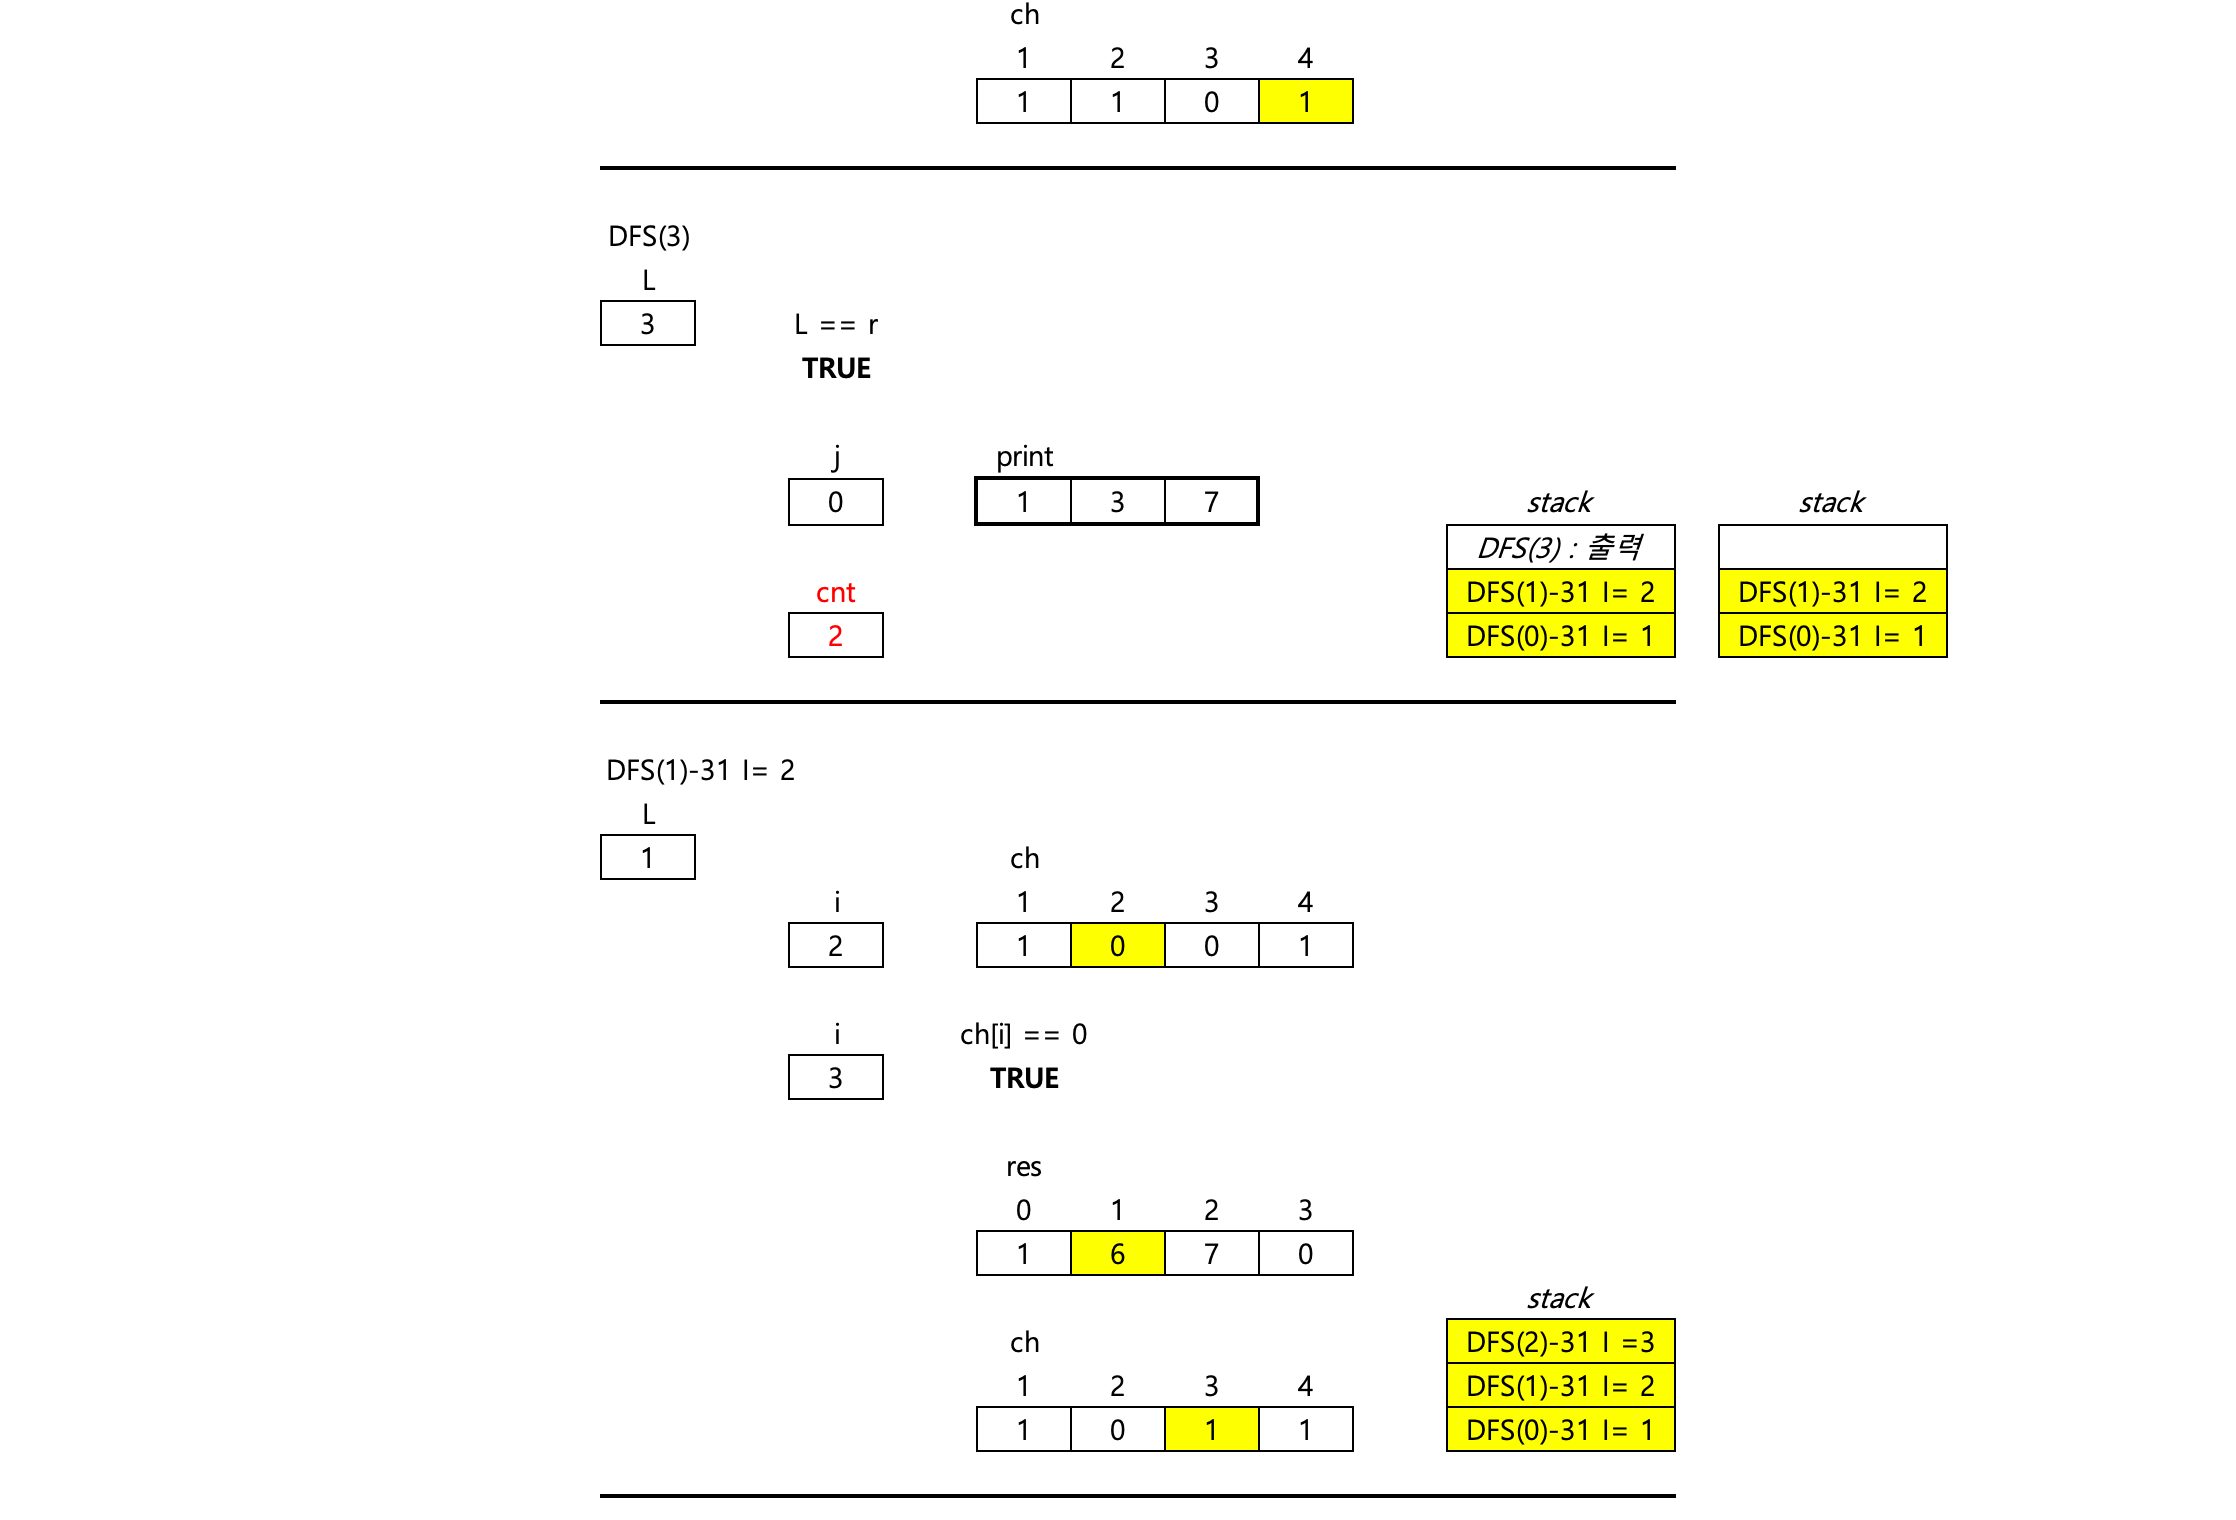 ch
1 2 3 4
1 1 0 1
DFS(3)
L
3 L == r
TRUE
j print
0 1 3 7 stack stack
DFS(3) : 출력
cnt DFS(1)-31 I= 2 DFS(1)-31 I= 2
2 DFS(0)-31 I= 1 DFS(0)-31 I= 1
DFS(1)-31 I= 2
L
1 ch
i 1 2 3 4
2 1 0 0 1
i ch[i] == 0
3 TRUE
res
0 1 2 3
1 6 7 0
stack
ch DFS(2)-31 I =3
1 2 3 4 DFS(1)-31 I= 2
1 0 1 1 DFS(0)-31 I= 1